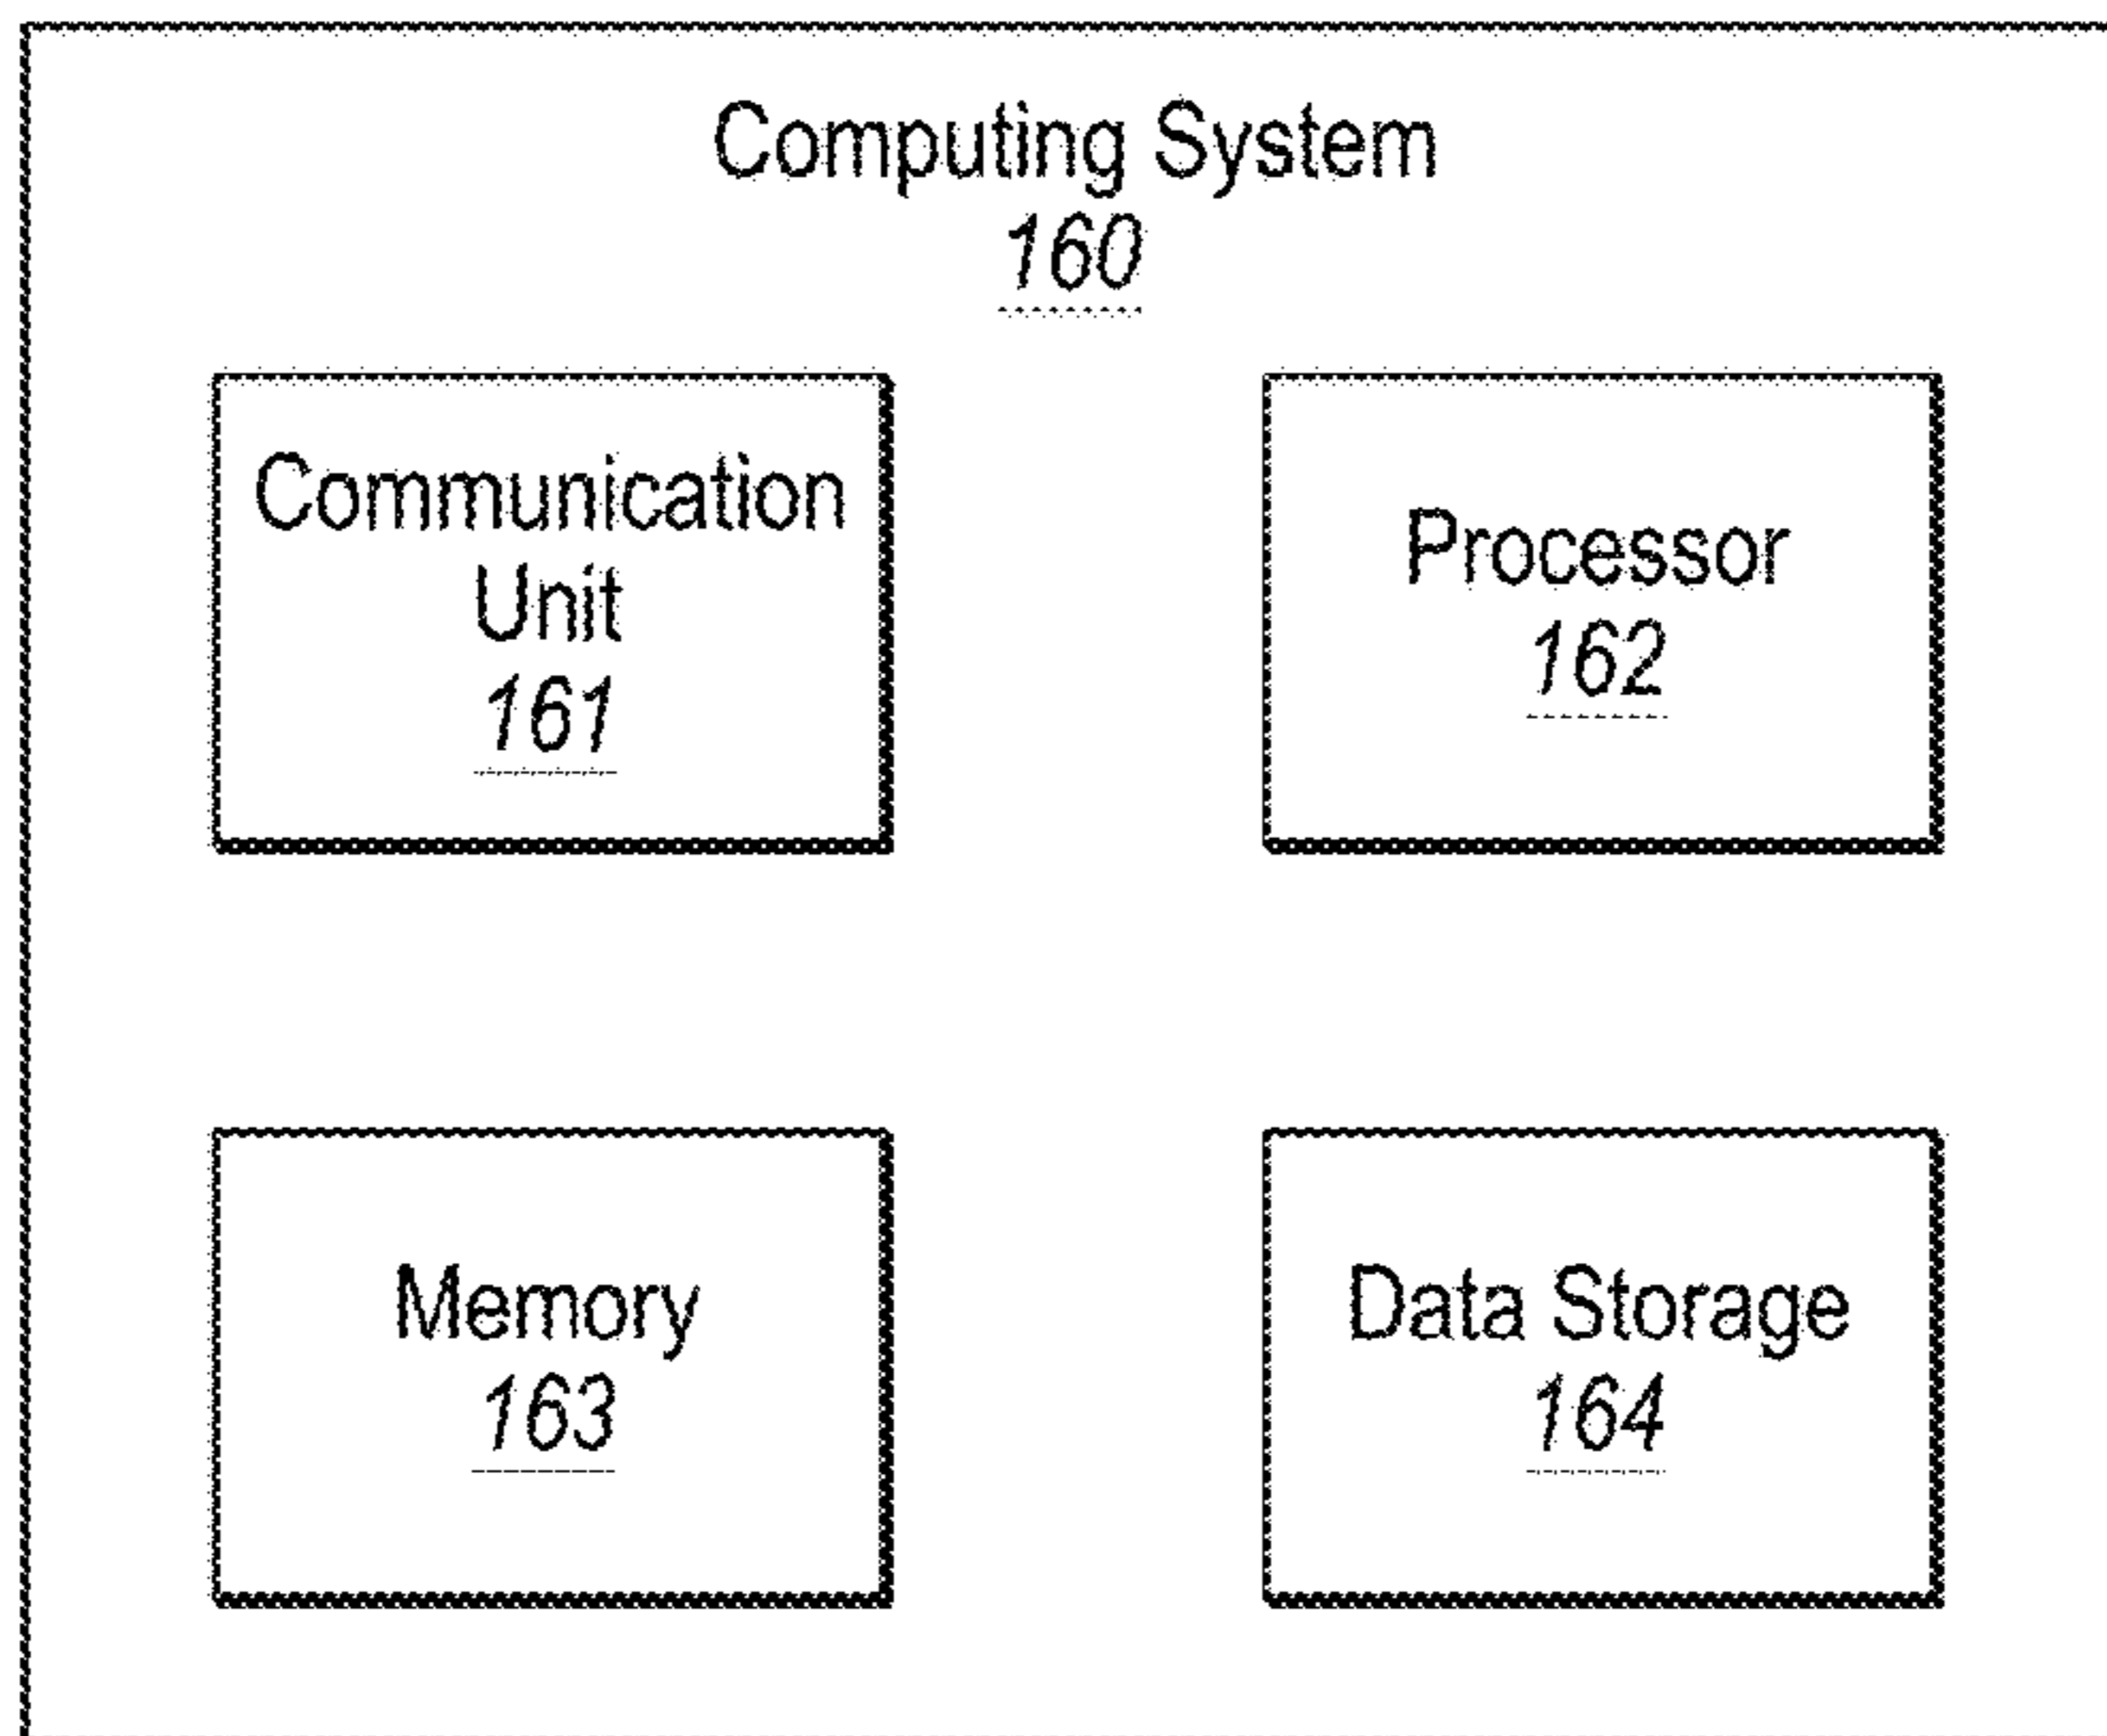 Computing System
160
Communication
Unit
161
Processor
162
Memory
163
Data Storage
164